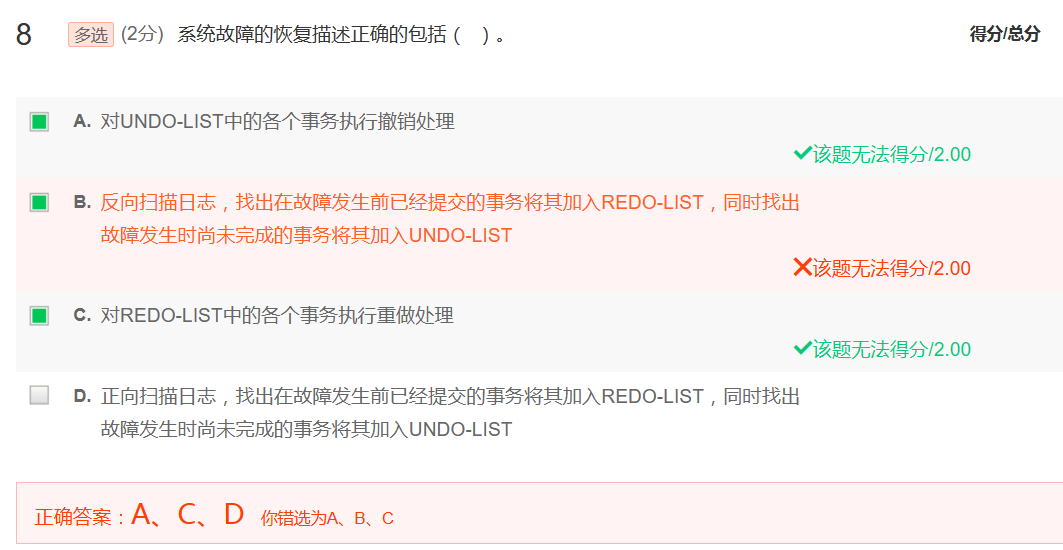 8 多选 (2分) 系统故障的恢复描述正确的包括（ ）。 得分/总分
A. 对UNDO-LIST中的各个事务执行撤销处理
该题无法得分/2.00
B. 反向扫描日志，找出在故障发生前已经提交的事务将其加入REDO-LIST，同时找出
故障发生时尚未完成的事务将其加入UNDO-LIST
该题无法得分/2.00
C. 对REDO-LIST中的各个事务执行重做处理
该题无法得分/2.00
D. 正向扫描日志，找出在故障发生前已经提交的事务将其加入REDO-LIST，同时找出
故障发生时尚未完成的事务将其加入UNDO-LIST
正确答案：A、C、D 你错选为A、B、C